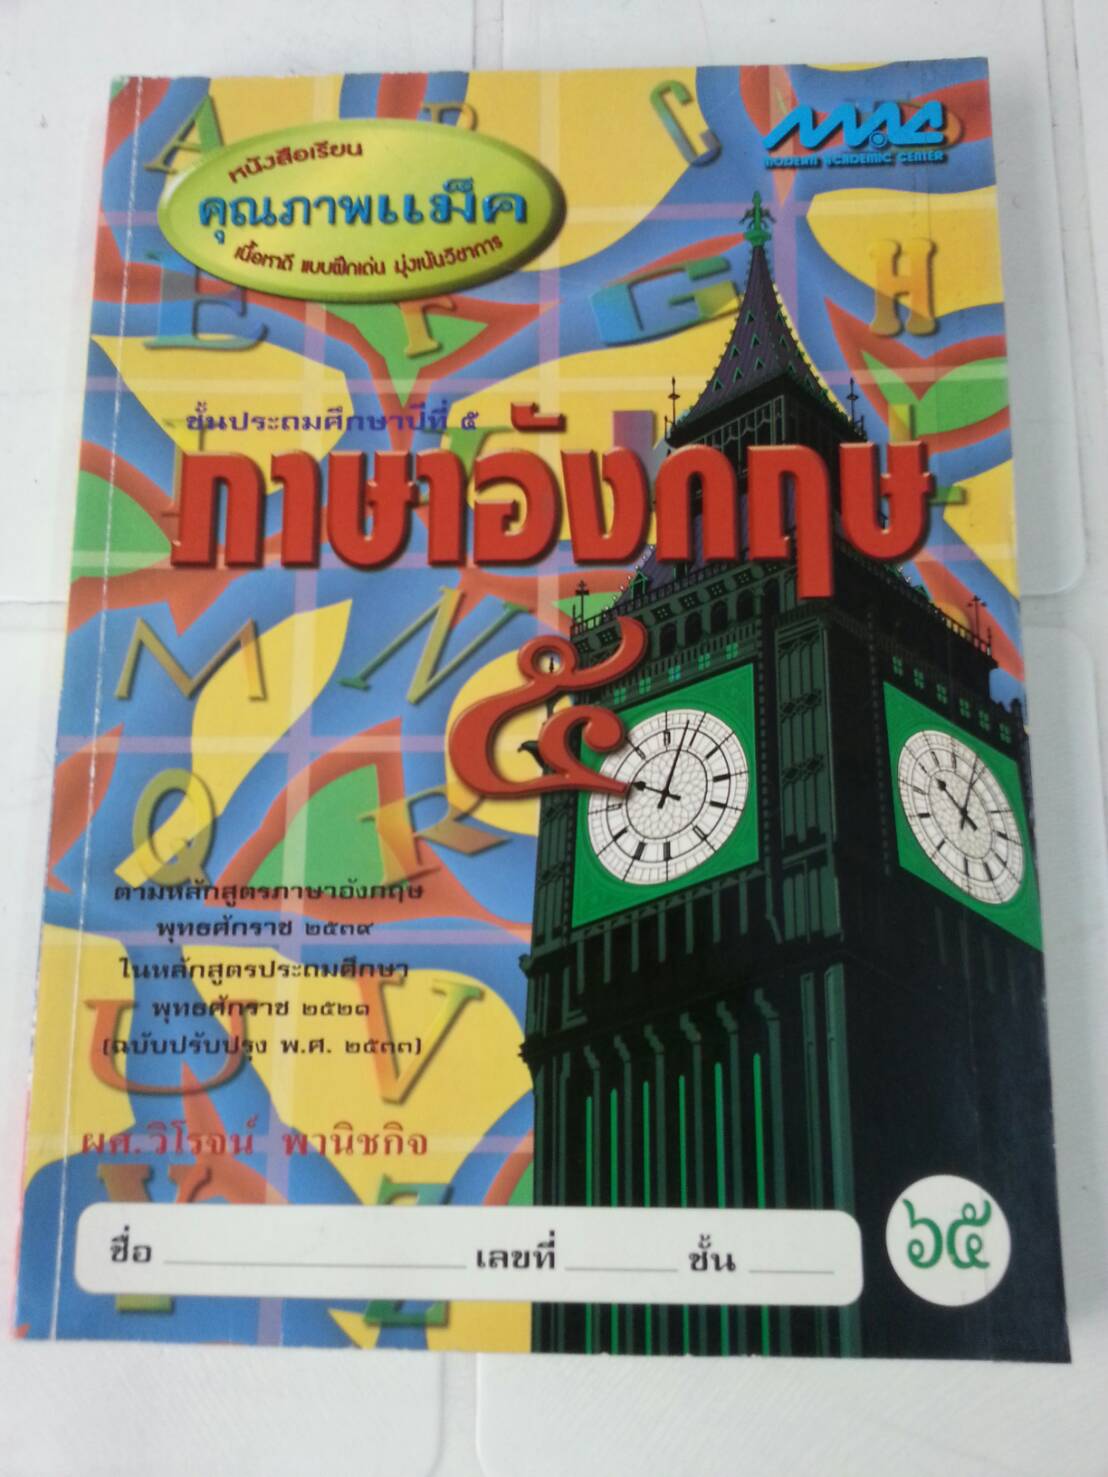 หนังสือเรียน
คุณภาพแม็ค
เนื้อหาดี แบบฝึกเด่น มุ่งเน้นวิชาการ
MAC
MODERN ACADEMIC CENTER
A B C D
E F G H
ชั้นประถมศึกษาปีที่ ๕
ภาษาอังกฤษ
๕
M N
Q R
ตามหลักสูตรภาษาอังกฤษ
พุทธศักราช ๒๕๓๙
ในหลักสูตรประถมศึกษา
พุทธศักราช ๒๕๒๑
(ฉบับปรับปรุง พ.ศ. ๒๕๓๓)
U V
ผศ.วิโรจน์ พานิชกิจ
Y Z
ชื่อ เลขที่ ชั้น
๖๕